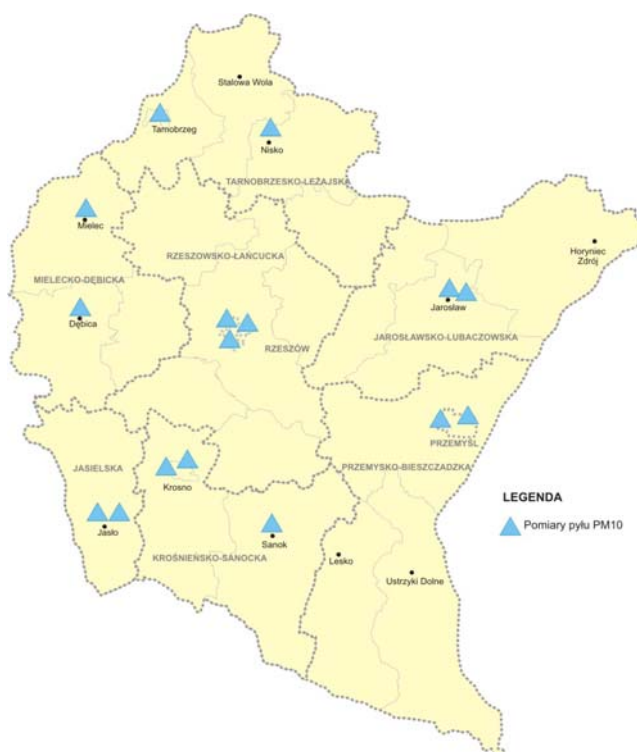 Stalowa Wola
Tarnobrzeg
Nisko
TARNOBRZESKO-LEŻAJSKA
Mielec
RZESZOWSKO-ŁAŃCUCKA
Horyniec
Zdrój
MIELECKO-DĘBICKA
Jarosław
Dębica
RZESZÓW
JAROSŁAWSKO-LUBACZOWSKA
PRZEMYŚL
JASIELSKA
PRZEMYSKO-BIESZCZADZKA
Krosno
LEGENDA
Pomiary pyłu PM10
Jasło
Sanok
KROŚNIEŃSKO-SANOCKA
Lesko
Ustrzyki Dolne